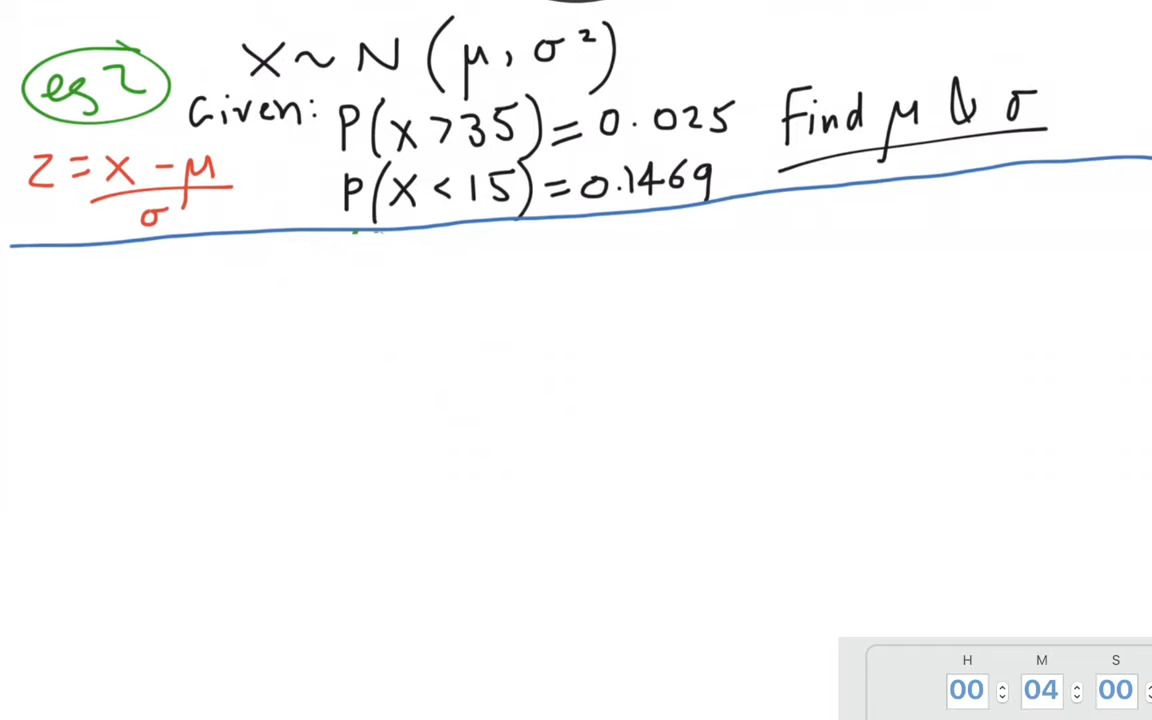 eg 2
X ~ N (μ, σ²)
Given: P(X > 35) = 0.025
P(X < 15) = 0.1469
Find μ & σ
Z = X - μ / σ
H M S
00 : 04 : 00